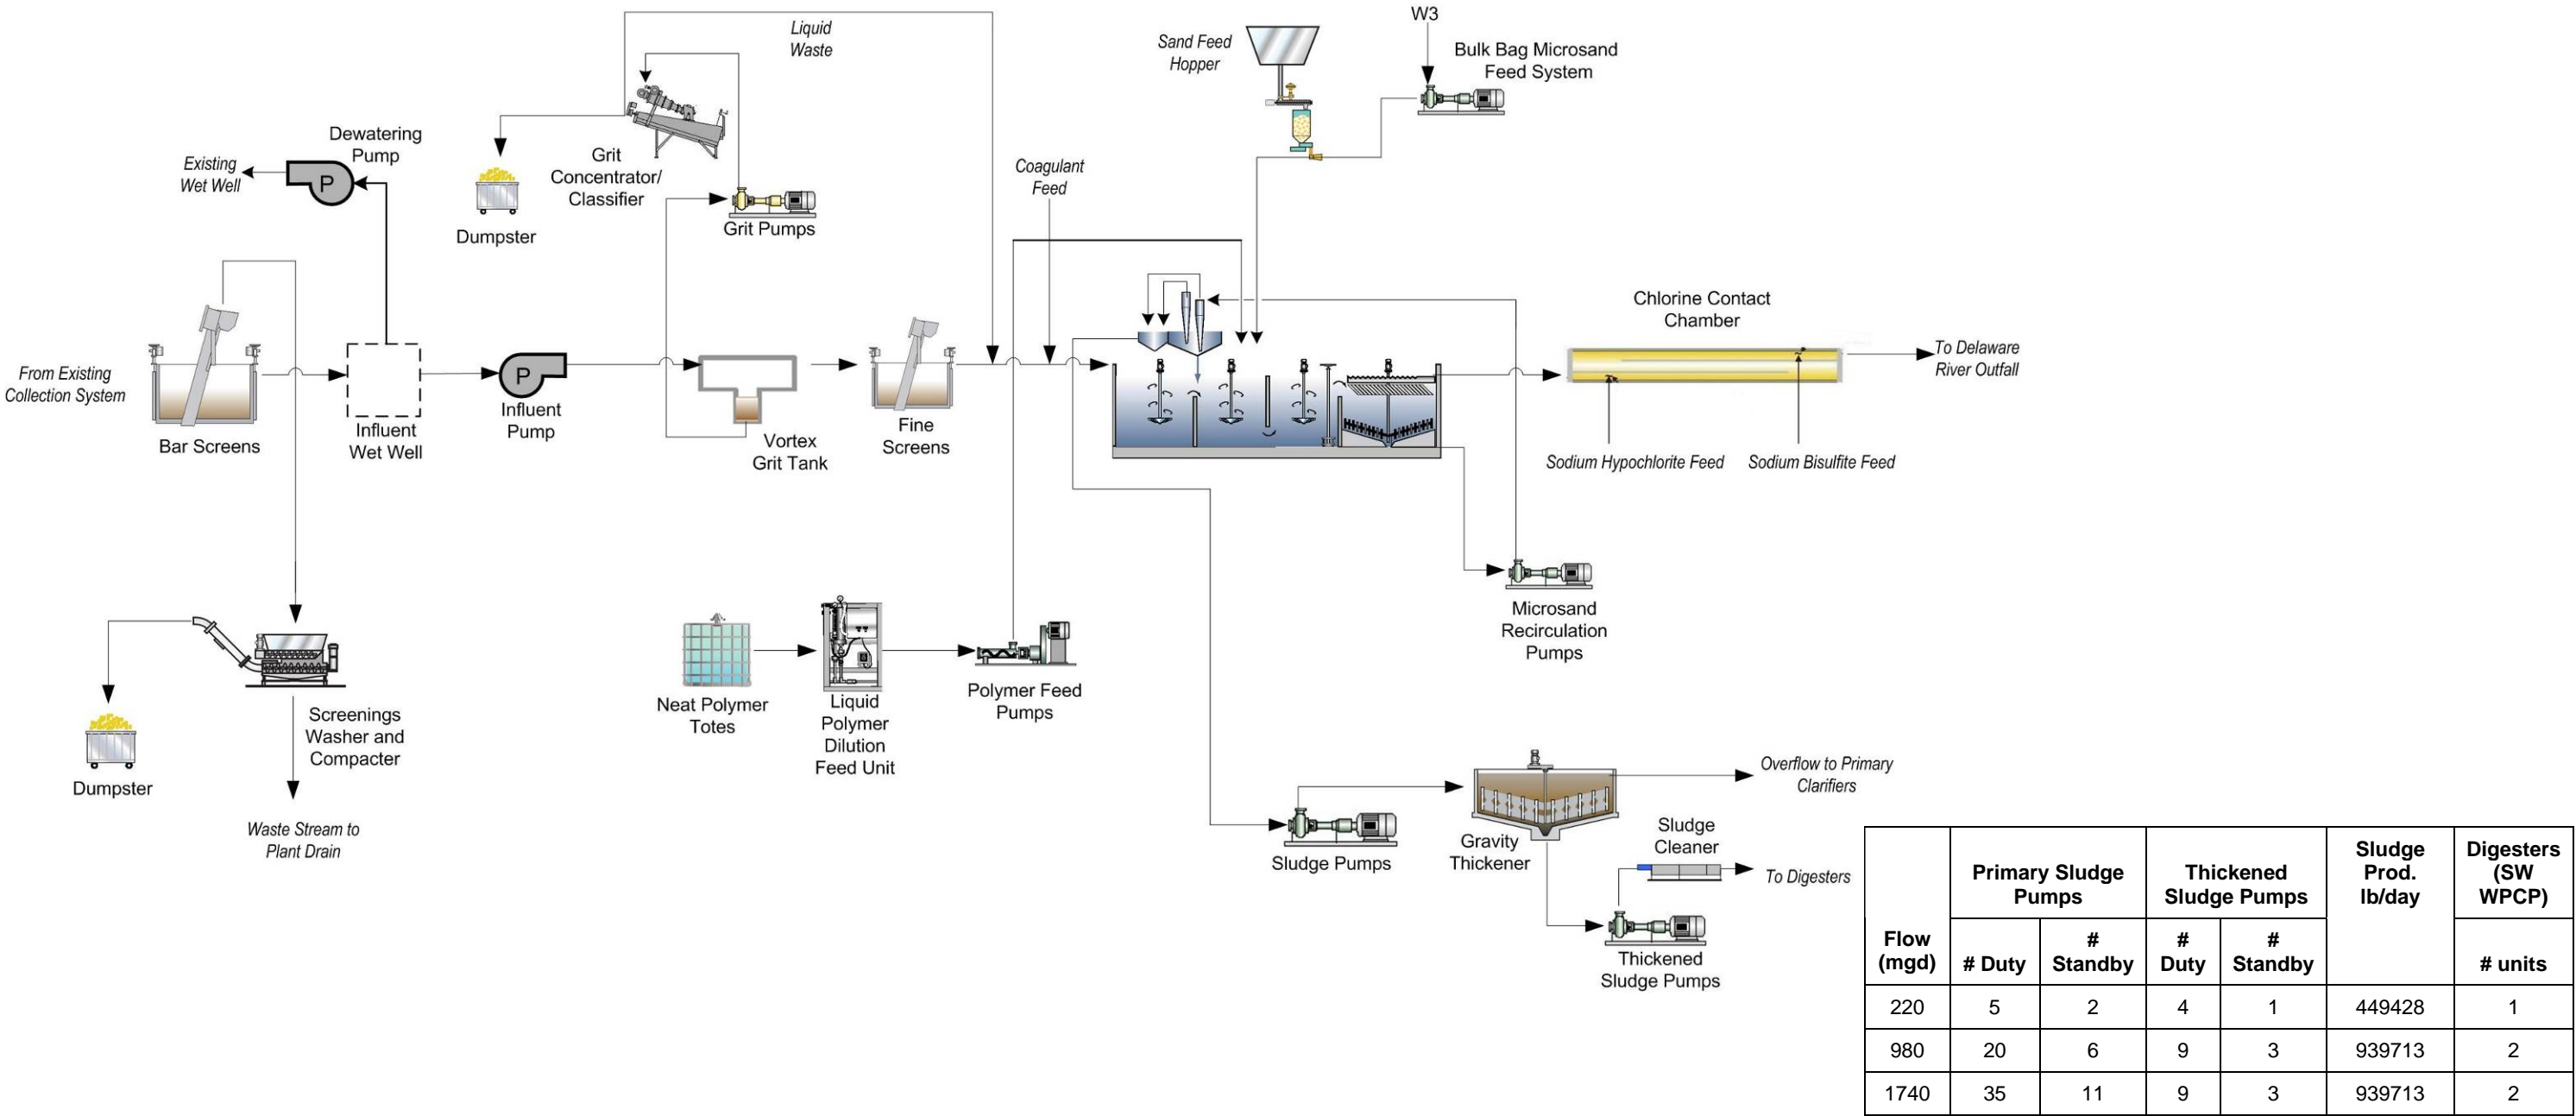 Liquid
Waste
Sand Feed
Hopper
W3
Bulk Bag Microsand
Feed System
Dewatering
Pump
Existing
Wet Well
P
Grit
Concentrator/
Classifier
Dumpster
Grit Pumps
Coagulant
Feed
From Existing
Collection System
Bar Screens
Influent
Wet Well
P
Influent
Pump
Vortex
Grit Tank
Fine
Screens
Chlorine Contact
Chamber
To Delaware
River Outfall
Sodium Hypochlorite Feed
Sodium Bisulfite Feed
Microsand
Recirculation
Pumps
Screenings
Washer and
Compacter
Dumpster
Waste Stream to
Plant Drain
Neat Polymer
Totes
Liquid
Polymer
Dilution
Feed Unit
Polymer Feed
Pumps
Sludge Pumps
Gravity
Thickener
Overflow to Primary
Clarifiers
Sludge
Cleaner
To Digesters
Thickened
Sludge Pumps
Flow
(mgd)
Primary Sludge
Pumps
Thickened
Sludge Pumps
Sludge
Prod.
lb/day
Digesters
(SW
WPCP)
# Duty
#
Standby
#
Duty
#
Standby
# units
220 5 2 4 1 449428 1
980 20 6 9 3 939713 2
1740 35 11 9 3 939713 2